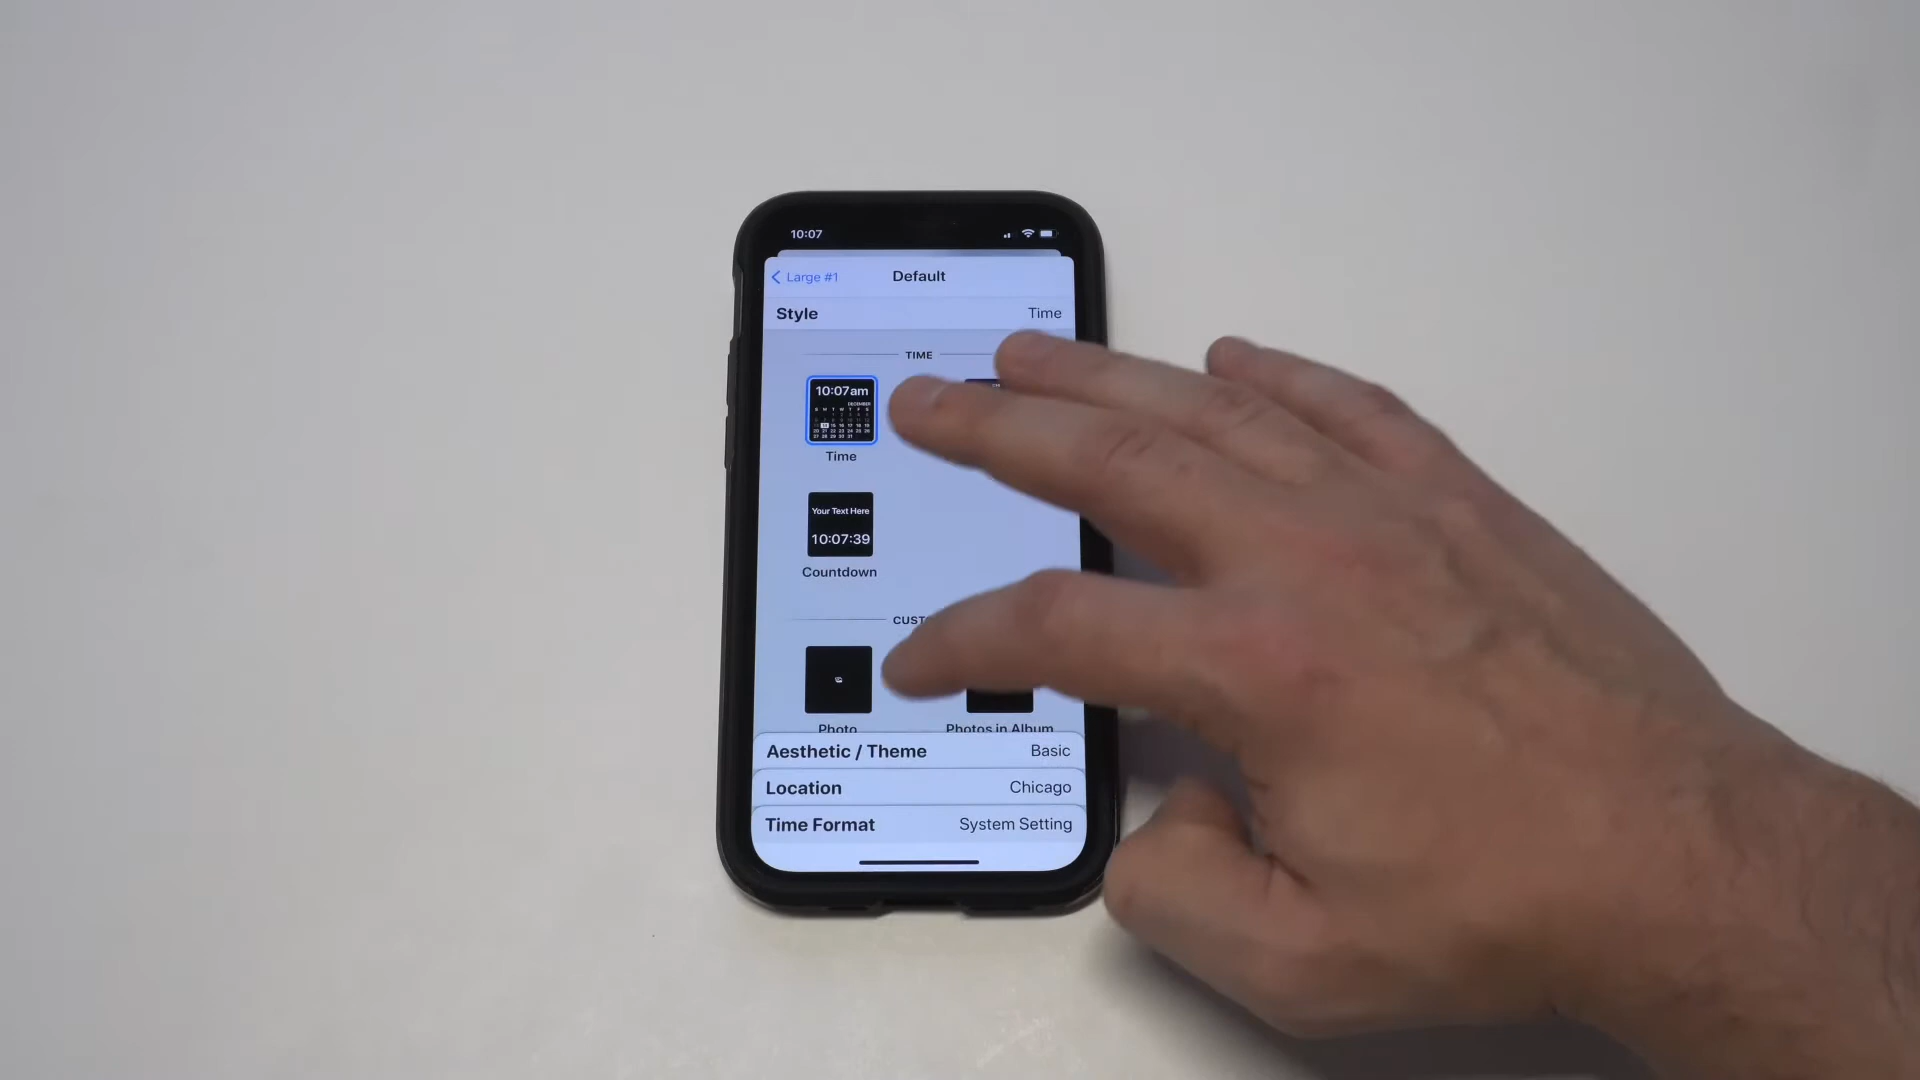 10:07
Large #1
Default
Style
Time
TIME
10:07am
DECEMBER
S M T W T F S
Time
Your Text Here
10:07:39
Countdown
Photo
Photos in Album
Aesthetic / Theme
Basic
Location
Chicago
Time Format
System Setting